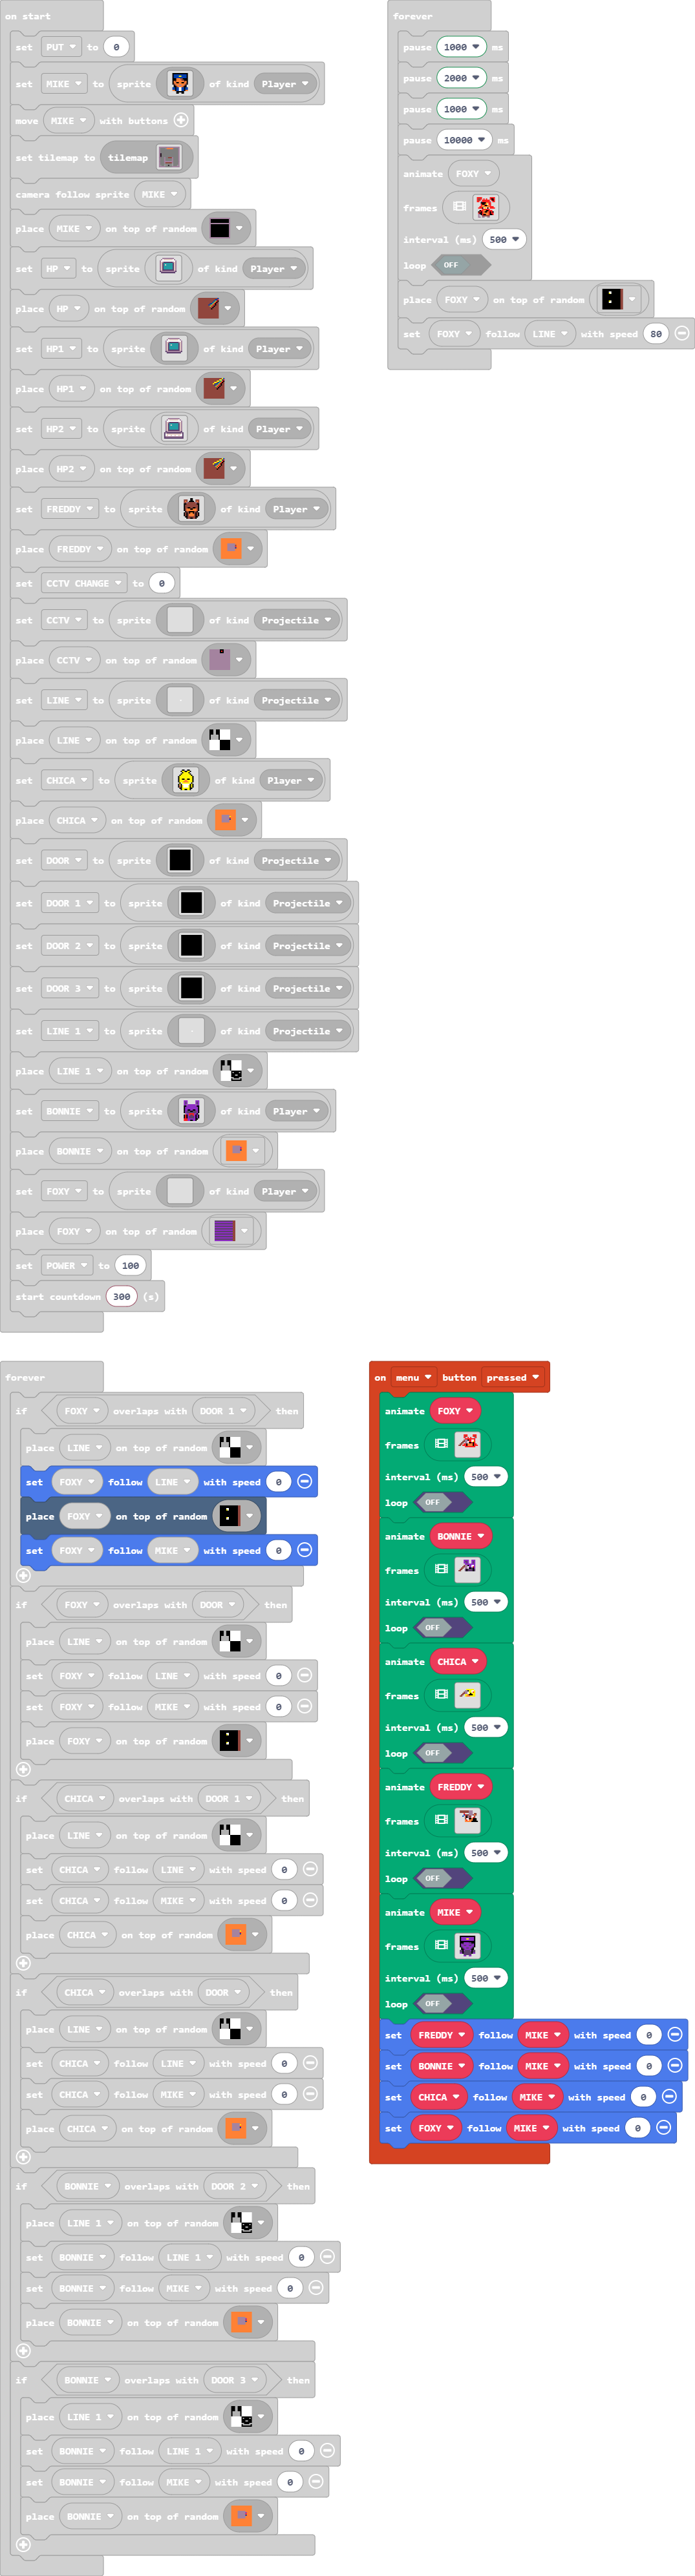 on start
set PUT to 0
set MIKE to sprite of kind Player
move MIKE with buttons
set tilemap to tilemap
camera follow sprite MIKE
place MIKE on top of random
set HP to sprite of kind Player
place HP on top of random
set HP1 to sprite of kind Player
place HP1 on top of random
set HP2 to sprite of kind Player
place HP2 on top of random
set FREDDY to sprite of kind Player
place FREDDY on top of random
set CCTV CHANGE to 0
set CCTV to sprite of kind Projectile
place CCTV on top of random
set LINE to sprite of kind Projectile
place LINE on top of random
set CHICA to sprite of kind Player
place CHICA on top of random
set DOOR to sprite of kind Projectile
set DOOR 1 to sprite of kind Projectile
set DOOR 2 to sprite of kind Projectile
set DOOR 3 to sprite of kind Projectile
set LINE 1 to sprite of kind Projectile
place LINE 1 on top of random
set BONNIE to sprite of kind Player
place BONNIE on top of random
set FOXY to sprite of kind Player
place FOXY on top of random
set POWER to 100
start countdown 300 (s)
forever
pause 1000 ms
pause 2000 ms
pause 1000 ms
pause 10000 ms
animate FOXY
frames
interval (ms) 500
loop OFF
place FOXY on top of random
set FOXY follow LINE with speed 80
forever
if FOXY overlaps with DOOR 1 then
place LINE on top of random
set FOXY follow LINE with speed 0
place FOXY on top of random
set FOXY follow MIKE with speed 0
if FOXY overlaps with DOOR then
place LINE on top of random
set FOXY follow LINE with speed 0
set FOXY follow MIKE with speed 0
place FOXY on top of random
if CHICA overlaps with DOOR 1 then
place LINE on top of random
set CHICA follow LINE with speed 0
set CHICA follow MIKE with speed 0
place CHICA on top of random
if CHICA overlaps with DOOR then
place LINE on top of random
set CHICA follow LINE with speed 0
set CHICA follow MIKE with speed 0
place CHICA on top of random
if BONNIE overlaps with DOOR 2 then
place LINE 1 on top of random
set BONNIE follow LINE 1 with speed 0
set BONNIE follow MIKE with speed 0
place BONNIE on top of random
if BONNIE overlaps with DOOR 3 then
place LINE 1 on top of random
set BONNIE follow LINE 1 with speed 0
set BONNIE follow MIKE with speed 0
place BONNIE on top of random
on menu button pressed
animate FOXY
frames
interval (ms) 500
loop OFF
animate BONNIE
frames
interval (ms) 500
loop OFF
animate CHICA
frames
interval (ms) 500
loop OFF
animate FREDDY
frames
interval (ms) 500
loop OFF
animate MIKE
frames
interval (ms) 500
loop OFF
set FREDDY follow MIKE with speed 0
set BONNIE follow MIKE with speed 0
set CHICA follow MIKE with speed 0
set FOXY follow MIKE with speed 0